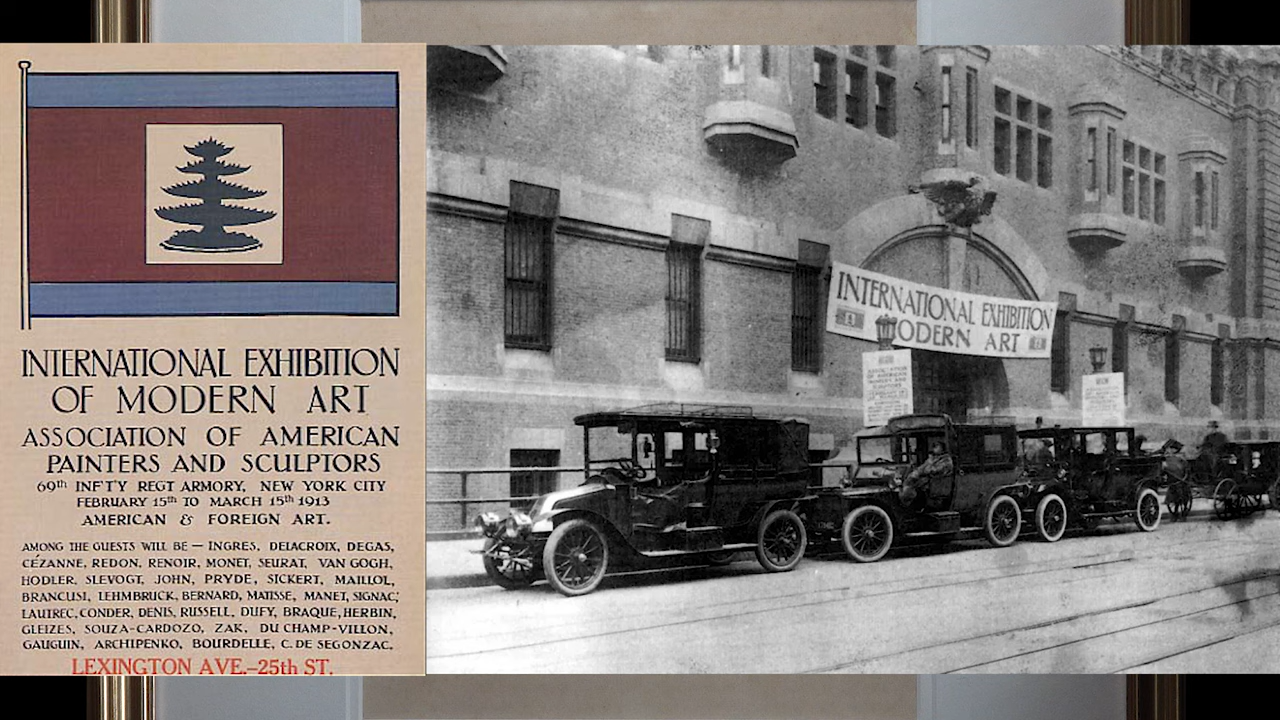 INTERNATIONAL EXHIBITION
OF MODERN ART
ASSOCIATION OF AMERICAN
PAINTERS AND SCULPTORS
69th INFTY REGT ARMORY, NEW YORK CITY
FEBRUARY 15th TO MARCH 15th 1913
AMERICAN & FOREIGN ART.
AMONG THE GUESTS WILL BE — INGRES, DELACROIX, DEGAS,
CÉZANNE, REDON, RENOIR, MONET, SEURAT, VAN GOGH,
HODLER, SLEVOGT, JOHN, PRYDE, SICKERT, MAILLOL,
BRANCUSI, LEHMBRUCK, BERNARD, MATISSE, MANET, SIGNAC,
LAUTREC, CONDER, DENIS, RUSSELL, DUFY, BRAQUE, HERBIN,
GLEIZES, SOUZA-CARDOZO, ZAK, DU CHAMP-VILLON,
GAUGUIN, ARCHIPENKO, BOURDELLE, C. DE SEGONZAC.
LEXINGTON AVE.–25th ST.
INTERNATIONAL EXHIBITION
MODERN ART